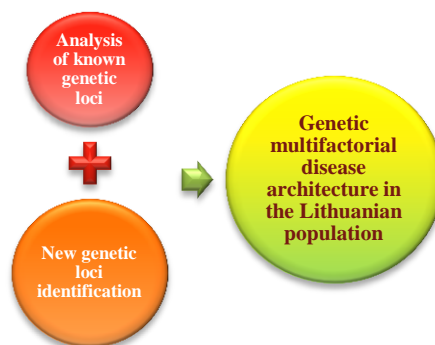 Analysis
of known
genetic
loci
New genetic
loci
identification
Genetic
multifactorial
disease
architecture in
the Lithuanian
population